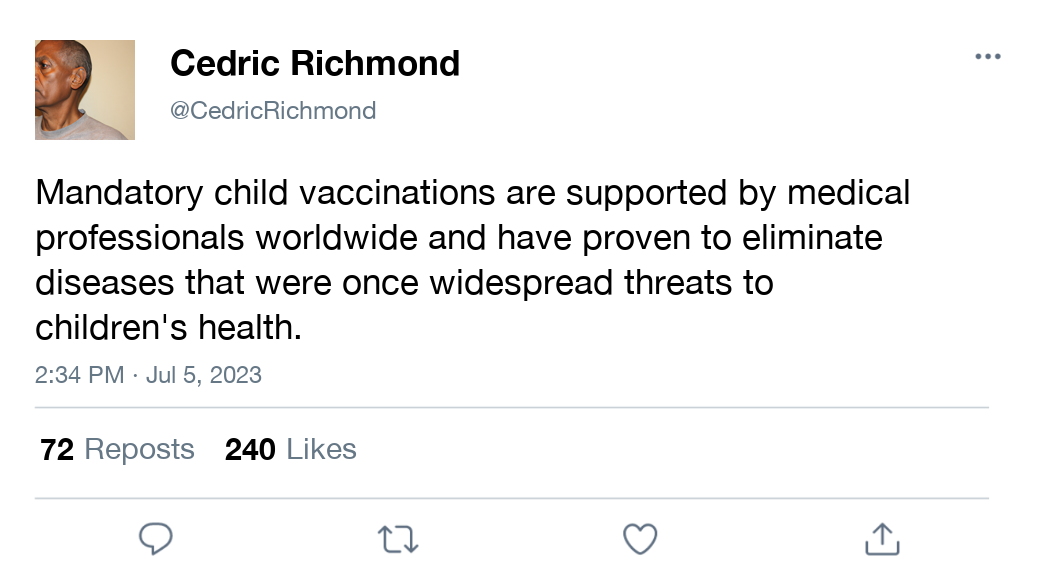 Cedric Richmond
@CedricRichmond
Mandatory child vaccinations are supported by medical
professionals worldwide and have proven to eliminate
diseases that were once widespread threats to
children's health.
2:34 PM · Jul 5, 2023
72 Reposts 240 Likes